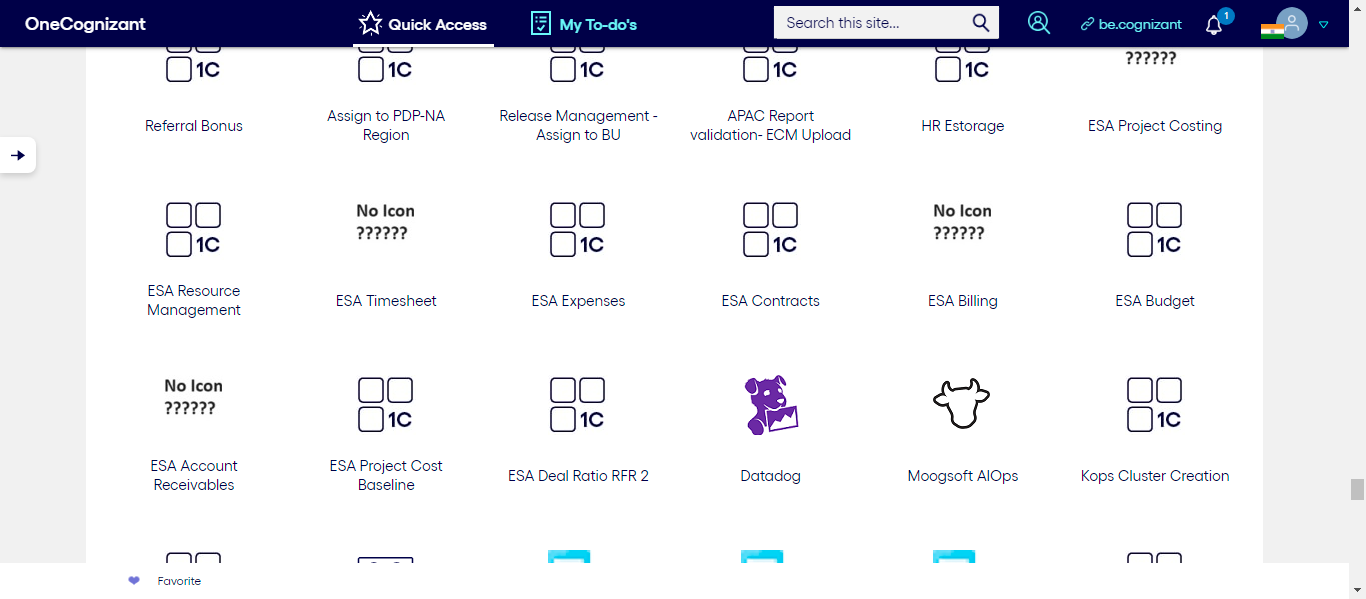 OneCognizant
Quick Access
My To-do's
Search this site...
be.cognizant
1
1C
1C
1C
1C
1C
??????
Referral Bonus
Assign to PDP-NA
Region
Release Management -
Assign to BU
APAC Report
validation- ECM Upload
HR Estorage
ESA Project Costing
1C
No Icon
??????
1C
1C
No Icon
??????
1C
ESA Resource
Management
ESA Timesheet
ESA Expenses
ESA Contracts
ESA Billing
ESA Budget
No Icon
??????
1C
1C
1C
ESA Account
Receivables
ESA Project Cost
Baseline
ESA Deal Ratio RFR 2
Datadog
Moogsoft AIOps
Kops Cluster Creation
Favorite